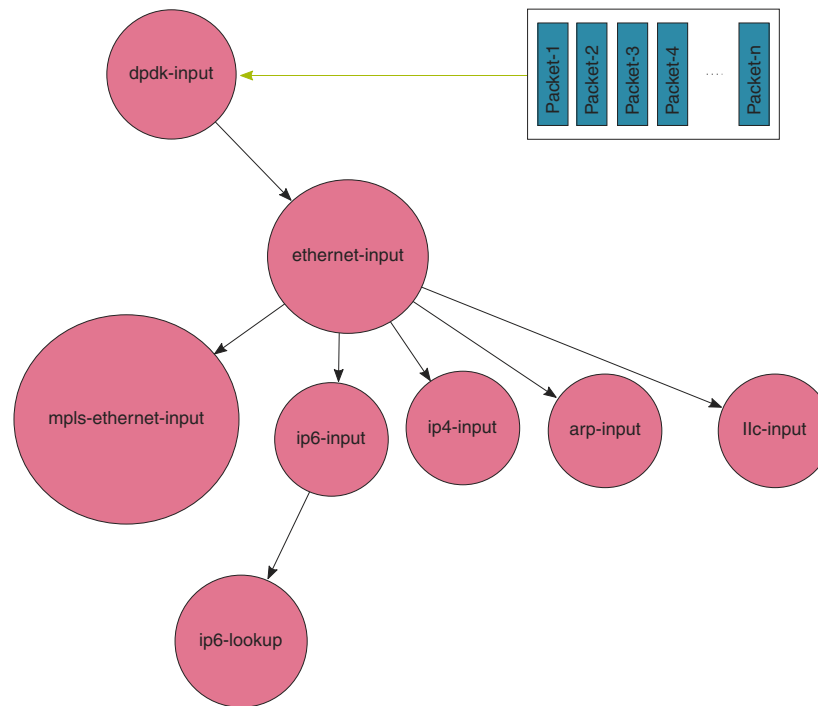 dpdk-input
Packet-1
Packet-2
Packet-3
Packet-4
....
Packet-n
ethernet-input
mpls-ethernet-input
ip6-input
ip4-input
arp-input
llc-input
ip6-lookup